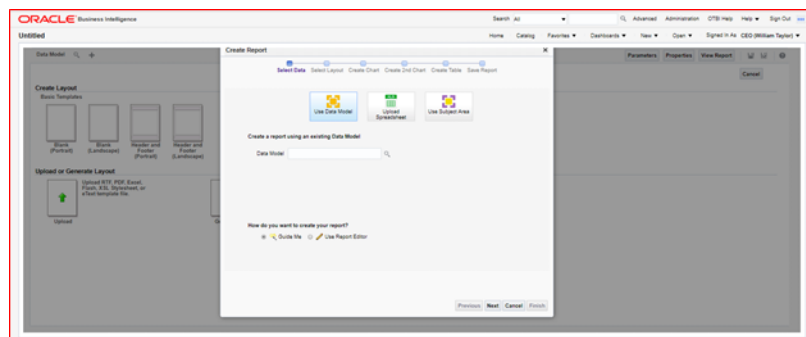 ORACLE Business Intelligence
Search All Advanced Administration OTBI Help Help Sign Out
Untitled
Home Catalog Favorites Dashboards New Open Signed In As CEO (William Taylor)
Data Model
Parameters Properties View Report
Cancel
Create Layout
Basic Templates
Blank (Portrait)
Blank (Landscape)
Header and Footer (Portrait)
Header and Footer (Landscape)
Upload or Generate Layout
Upload RTF, PDF, Excel,
Flash, XSL Stylesheet, or
eText template file.
Upload
Create Report
Select Data Select Layout Create Chart Create 2nd Chart Create Table Save Report
Use Data Model
Upload Spreadsheet
Use Subject Area
Create a report using an existing Data Model
Data Model
How do you want to create your report?
Guide Me Use Report Editor
Previous Next Cancel Finish